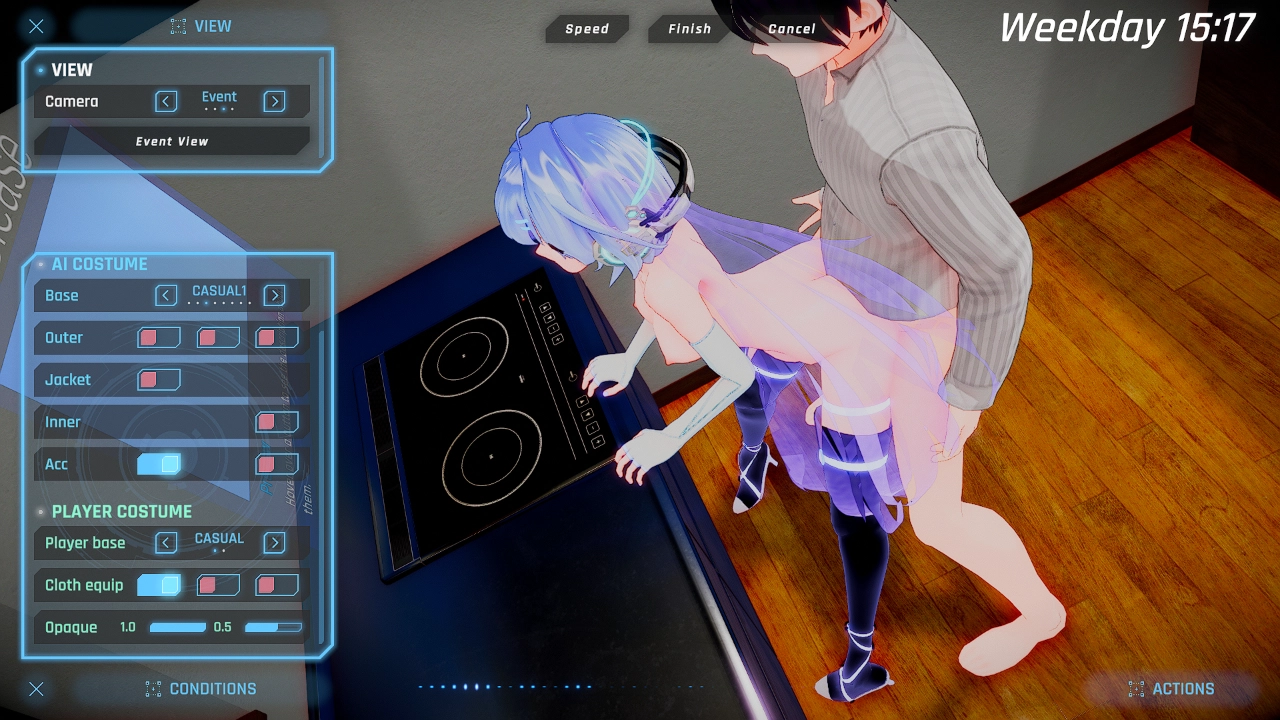 VIEW
Speed
Finish
Cancel
Weekday 15:17
VIEW
Camera
Event
Event View
AI COSTUME
Base
CASUAL1
Outer
Jacket
Inner
Acc
them.
PLAYER COSTUME
Player base
CASUAL
Cloth equip
Opaque 1.0 0.5
CONDITIONS
ACTIONS